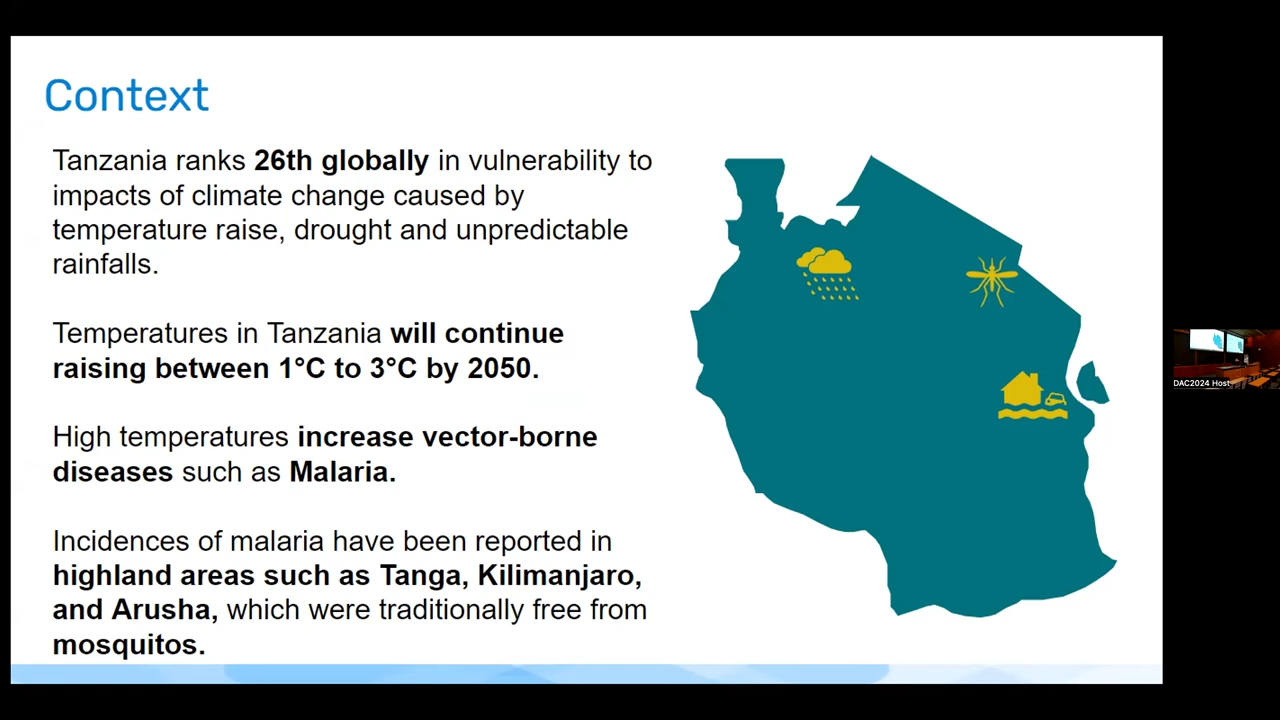 Context
Tanzania ranks 26th globally in vulnerability to
impacts of climate change caused by
temperature raise, drought and unpredictable
rainfalls.
Temperatures in Tanzania will continue
raising between 1°C to 3°C by 2050.
High temperatures increase vector-borne
diseases such as Malaria.
Incidences of malaria have been reported in
highland areas such as Tanga, Kilimanjaro,
and Arusha, which were traditionally free from
mosquitos.
DAC2024 Host